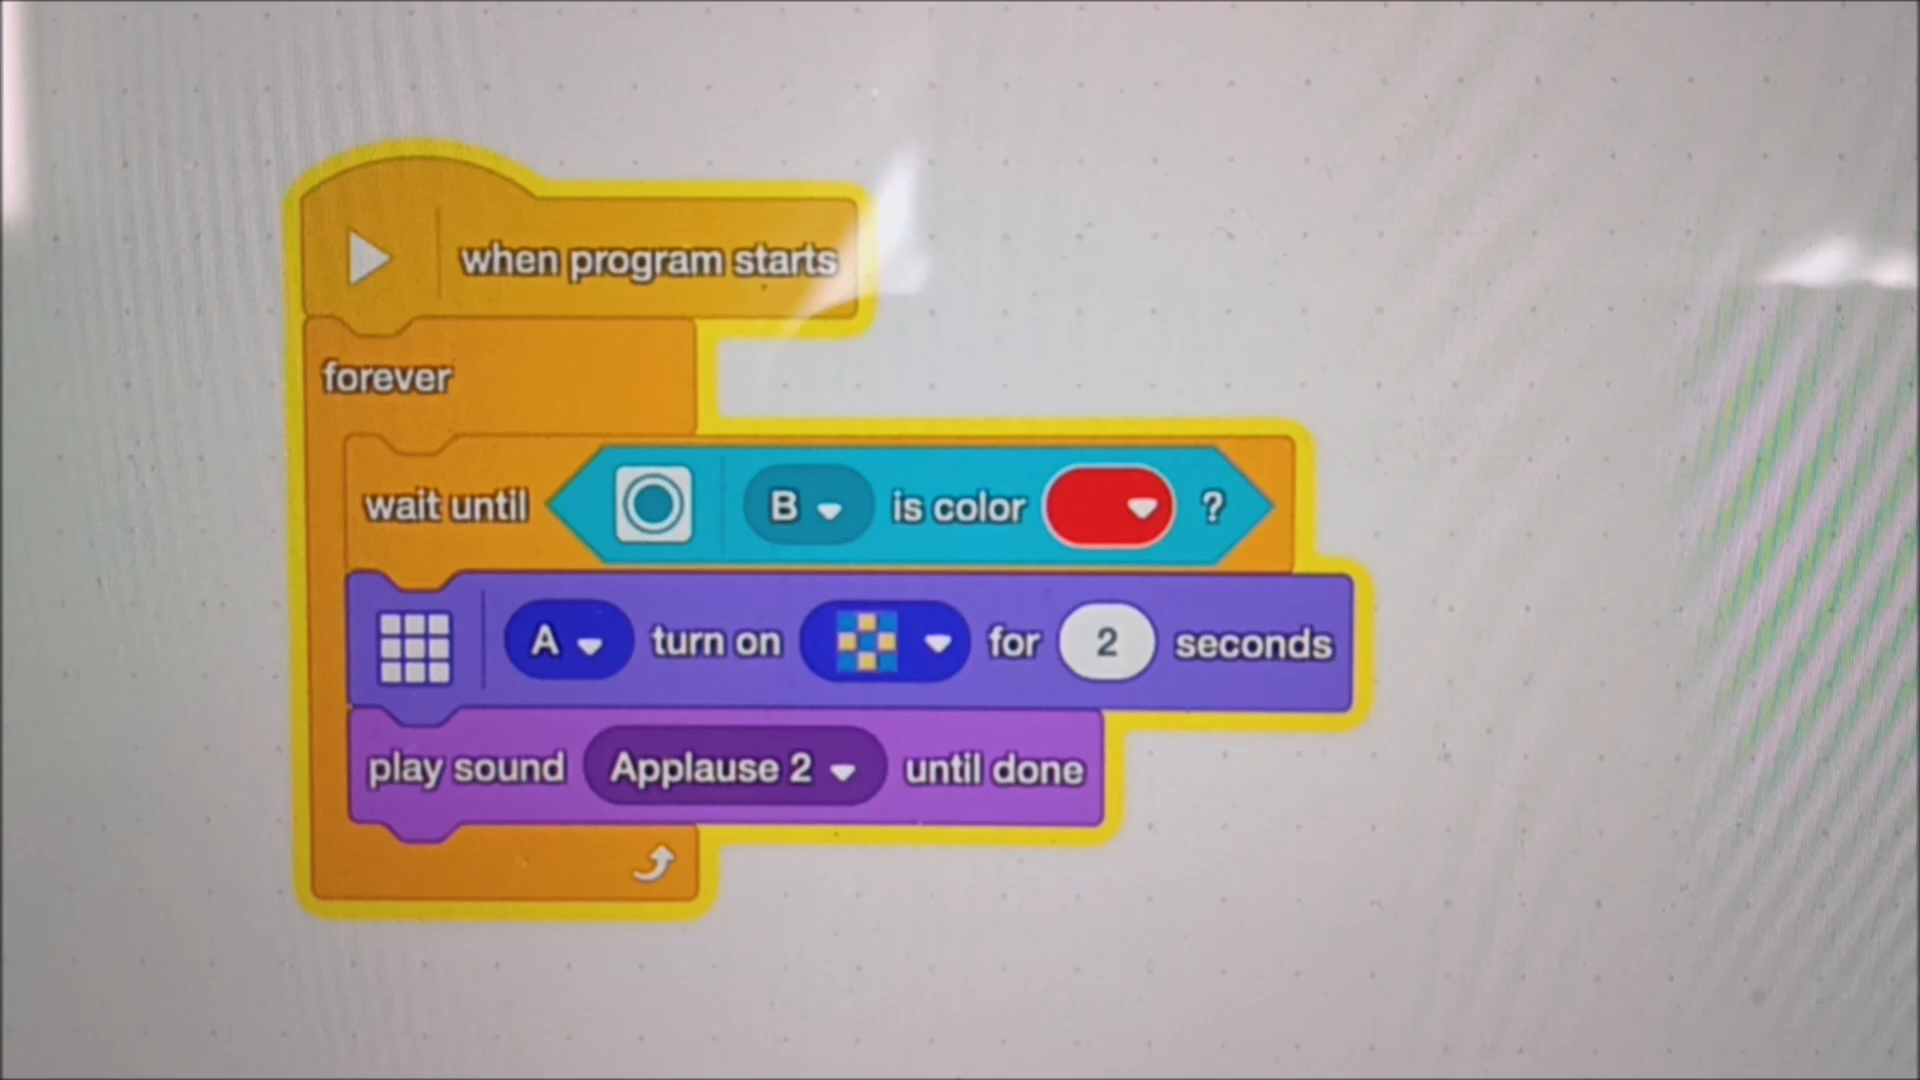 when program starts
forever
wait until B is color ?
A turn on for 2 seconds
play sound Applause 2 until done